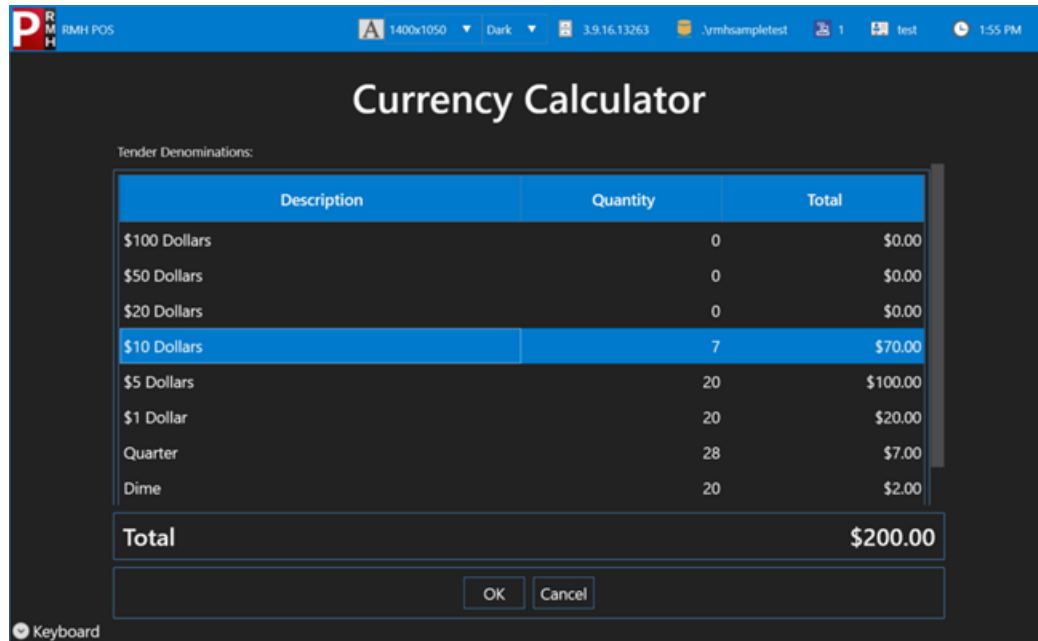 P RMH RMH POS A 1400x1050 Dark 3.9.16.13263 .\rmhsampletest 1 test 1:55 PM
Currency Calculator
Tender Denominations:
Description Quantity Total
$100 Dollars 0 $0.00
$50 Dollars 0 $0.00
$20 Dollars 0 $0.00
$10 Dollars 7 $70.00
$5 Dollars 20 $100.00
$1 Dollar 20 $20.00
Quarter 28 $7.00
Dime 20 $2.00
Total $200.00
OK Cancel
Keyboard